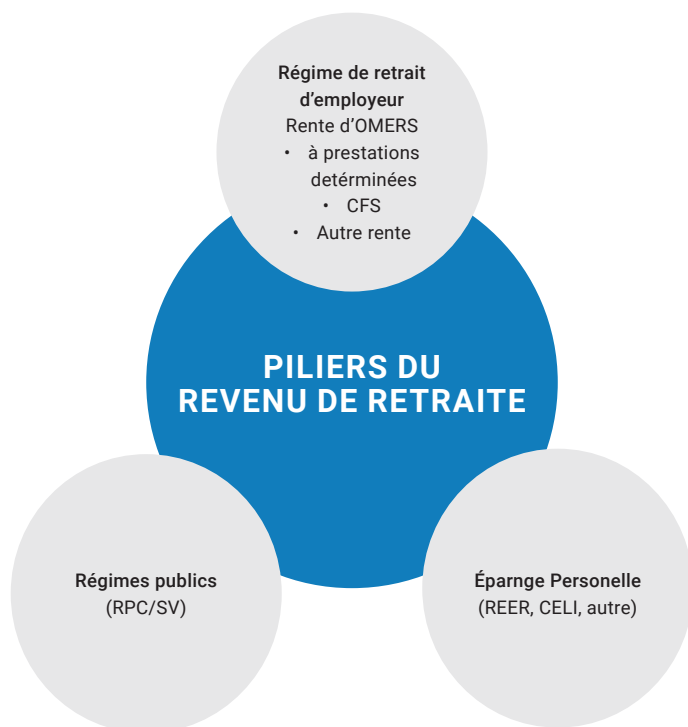 Régime de retrait
d'employeur
Rente d'OMERS
• à prestations
detérminées
• CFS
• Autre rente
PILIERS DU
REVENU DE RETRAITE
Régimes publics
(RPC/SV)
Éparnge Personelle
(REER, CELI, autre)